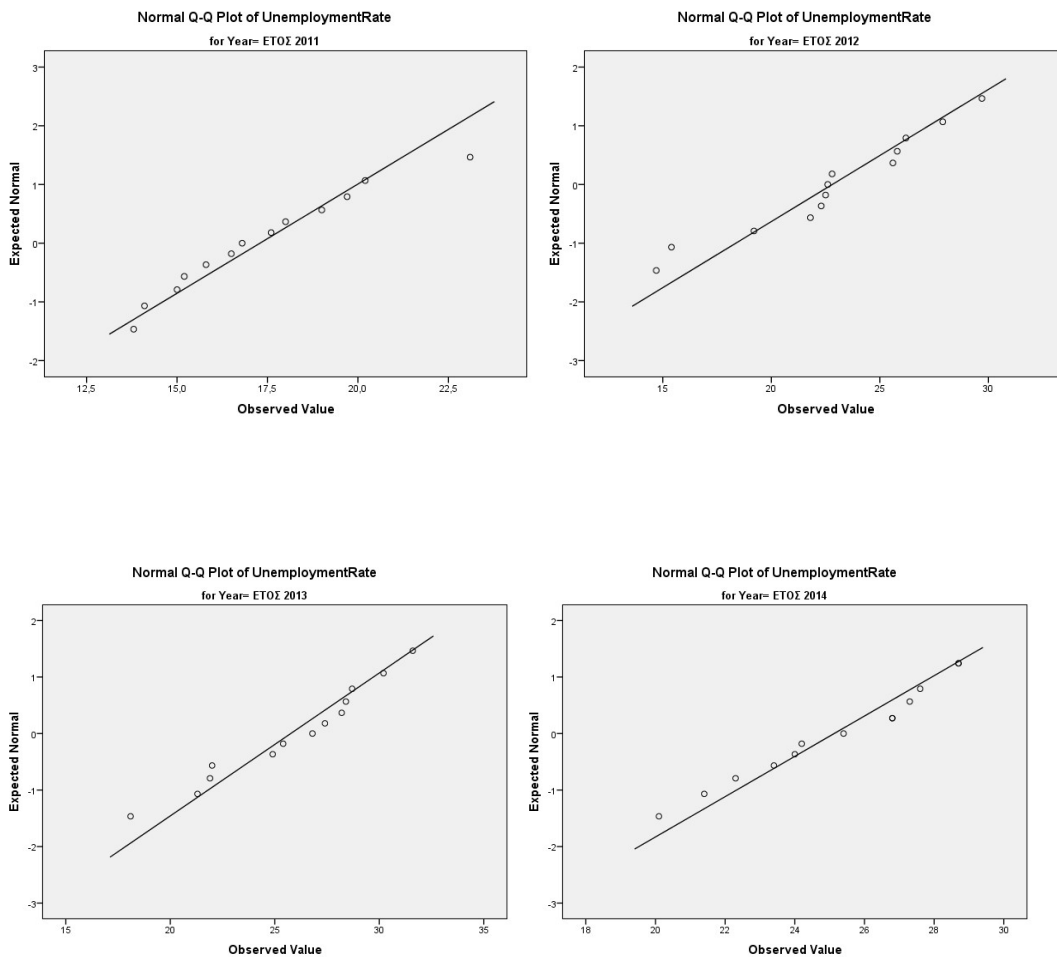 Normal Q-Q Plot of UnemploymentRate
for Year= ΕΤΟΣ 2011
Expected Normal
3
2
1
0
-1
-2
12,5
15,0
17,5
20,0
22,5
Observed Value
Normal Q-Q Plot of UnemploymentRate
for Year= ΕΤΟΣ 2012
Expected Normal
2
1
0
-1
-2
-3
15
20
25
30
Observed Value
Normal Q-Q Plot of UnemploymentRate
for Year= ΕΤΟΣ 2013
Expected Normal
2
1
0
-1
-2
-3
15
20
25
30
35
Observed Value
Normal Q-Q Plot of UnemploymentRate
for Year= ΕΤΟΣ 2014
Expected Normal
2
1
0
-1
-2
-3
18
20
22
24
26
28
30
Observed Value